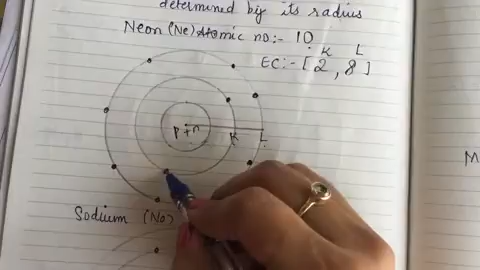 determined by its radius
Neon (Ne) Atomic no:- 10
K L
EC:- [2, 8]
P+n K L
Sodium (Na)
M